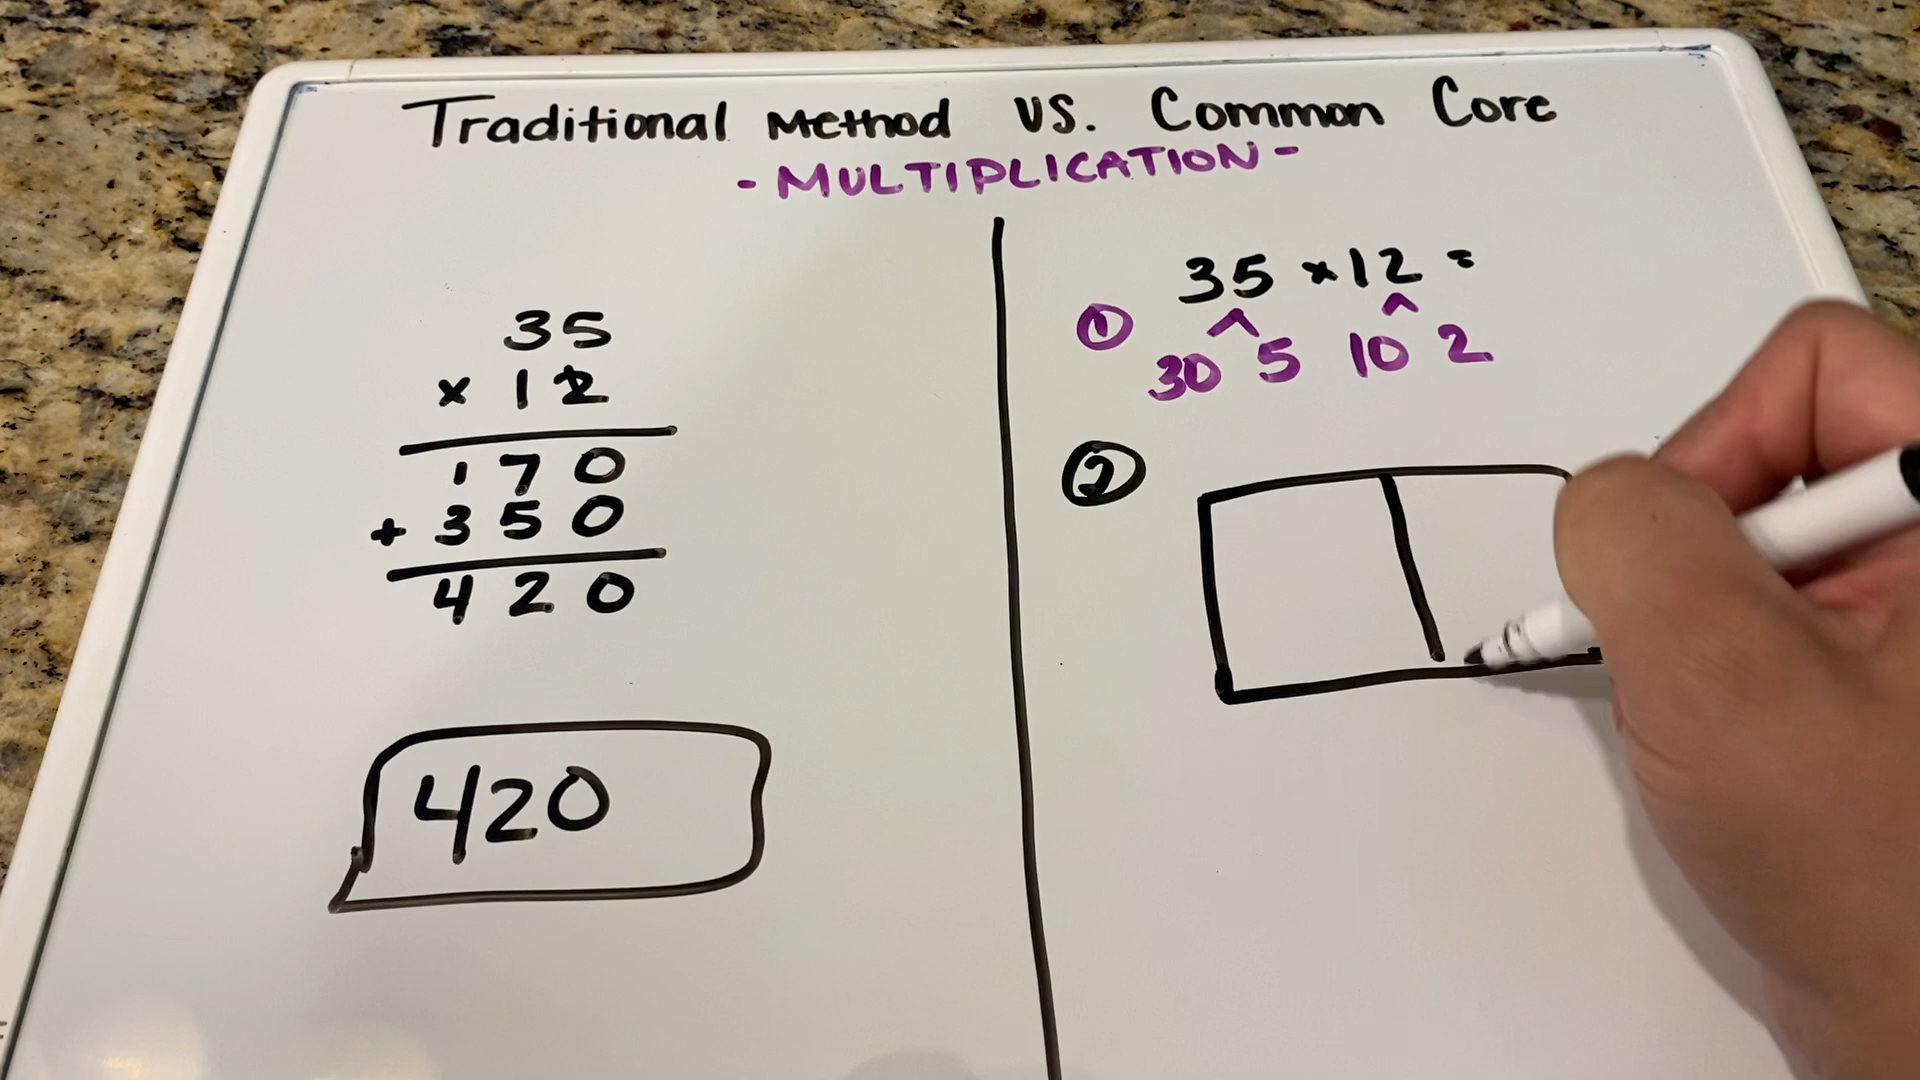 Traditional Method VS. Common Core
- MULTIPLICATION -
35
x 12
170
+ 350
420
420
35 x 12 =
① 30 5 10 2
②